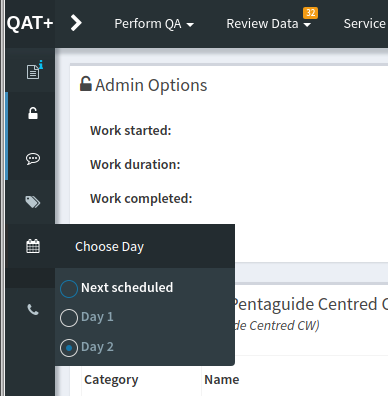 QAT+
Perform QA
Review Data
32
Service
Admin Options
Work started:
Work duration:
Work completed:
Choose Day
Next scheduled
Day 1
Day 2
Pentaguide Centred
de Centred CW)
Category
Name